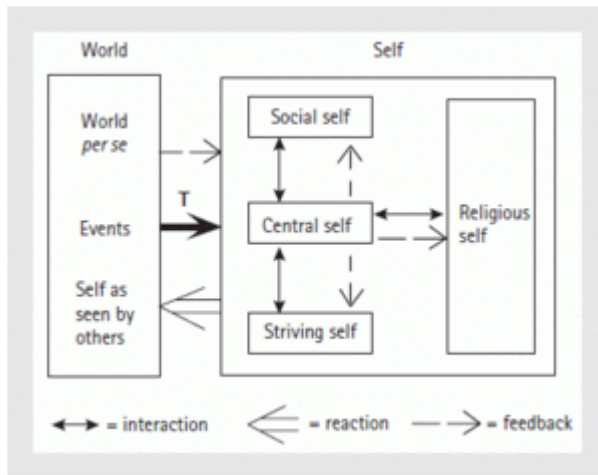 World
Self
World
per se
Social self
T
Events
Central self
Religious
self
Self as
seen by
others
Striving self
= interaction
= reaction
= feedback